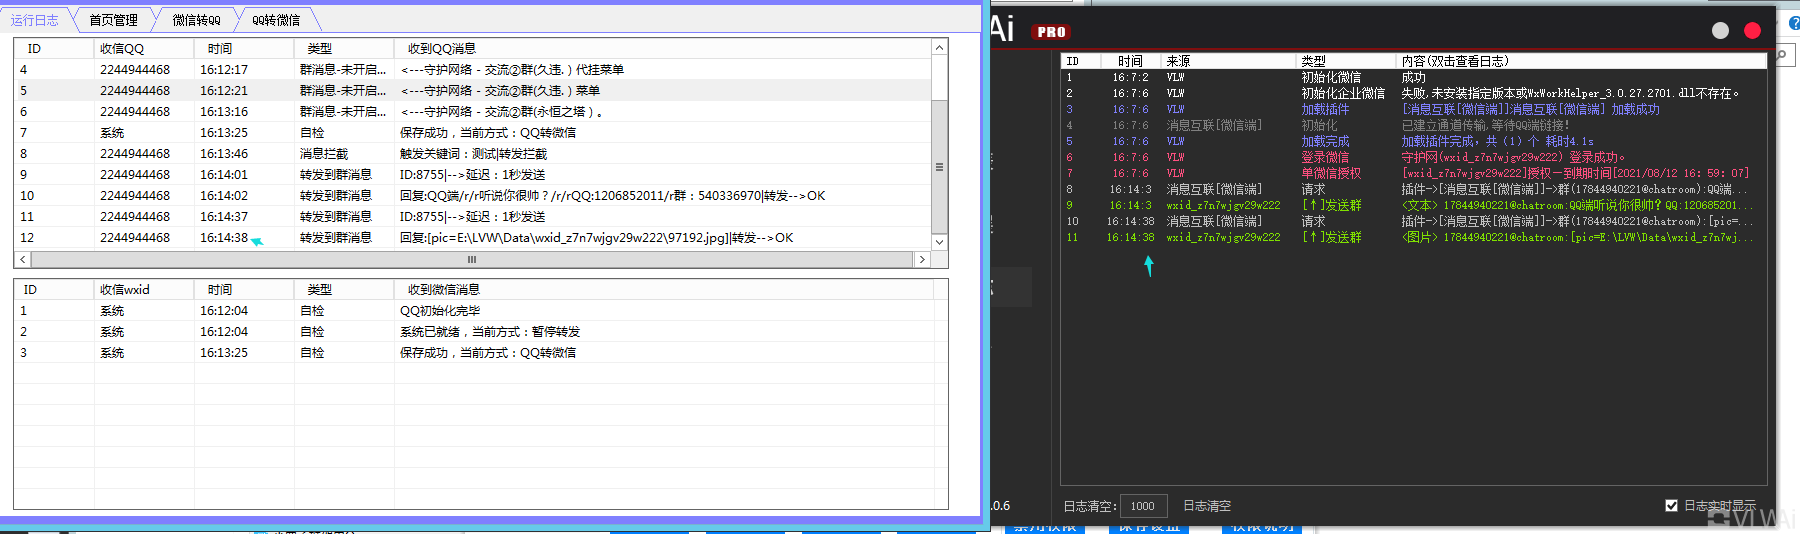 运行日志 首页管理 微信转QQ QQ转微信
ID 收信QQ 时间 类型 收到QQ消息
4 2244944468 16:12:17 群消息-未开启... <---守护网络 - 交流②群(久违.) 代挂菜单
5 2244944468 16:12:21 群消息-未开启... <---守护网络 - 交流②群(久违.) 菜单
6 2244944468 16:13:16 群消息-未开启... <---守护网络 - 交流②群(永恒之塔) 。
7 系统 16:13:25 自检 保存成功，当前方式：QQ转微信
8 2244944468 16:13:46 消息拦截 触发关键词：测试|转发拦截
9 2244944468 16:14:01 转发到群消息 ID:8755|-->延迟：1秒发送
10 2244944468 16:14:02 转发到群消息 回复:QQ端/r/r听说你很帅？/r/rQQ:1206852011/r群：540336970|转发-->OK
11 2244944468 16:14:37 转发到群消息 ID:8755|-->延迟：1秒发送
12 2244944468 16:14:38 转发到群消息 回复:[pic=E:\LVW\Data\wxid_z7n7wjgv29w222\97192.jpg]|转发-->OK
ID 收信wxid 时间 类型 收到微信消息
1 系统 16:12:04 自检 QQ初始化完毕
2 系统 16:12:04 自检 系统已就绪，当前方式：暂停转发
3 系统 16:13:25 自检 保存成功，当前方式：QQ转微信
Ai PRO
ID 时间 来源 类型 内容(双击查看日志)
1 16:7:2 VLW 初始化微信 成功
2 16:7:6 VLW 初始化企业微信 失败,未安装指定版本或WxWorkHelper_3.0.27.2701.dll不存在。
3 16:7:6 VLW 加载插件 [消息互联[微信端]]消息互联[微信端] 加载成功
4 16:7:6 消息互联[微信端] 初始化 已建立通道传输,等待QQ端链接!
5 16:7:6 VLW 加载完成 加载插件完成，共（1）个 耗时4.1s
6 16:7:6 VLW 登录微信 守护网(wxid_z7n7wjgv29w222) 登录成功。
7 16:7:6 VLW 单微信授权 [wxid_z7n7wjgv29w222]授权－到期时间[2021/08/12 16：59：07]
8 16:14:3 消息互联[微信端] 请求 插件->[消息互联[微信端]]->群(17844940221@chatroom):QQ端...
9 16:14:3 wxid_z7n7wjgv29w222 [↑]发送群 <文本> 17844940221@chatroom:QQ端听说你很帅？QQ:120685201...
10 16:14:38 消息互联[微信端] 请求 插件->[消息互联[微信端]]->群(17844940221@chatroom):[pic=...
11 16:14:38 wxid_z7n7wjgv29w222 [↑]发送群 <图片> 17844940221@chatroom:[pic=E:\LVW\Data\wxid_z7n7wj...
.0.6 日志清空: 1000 日志清空 日志实时显示
VLWAi